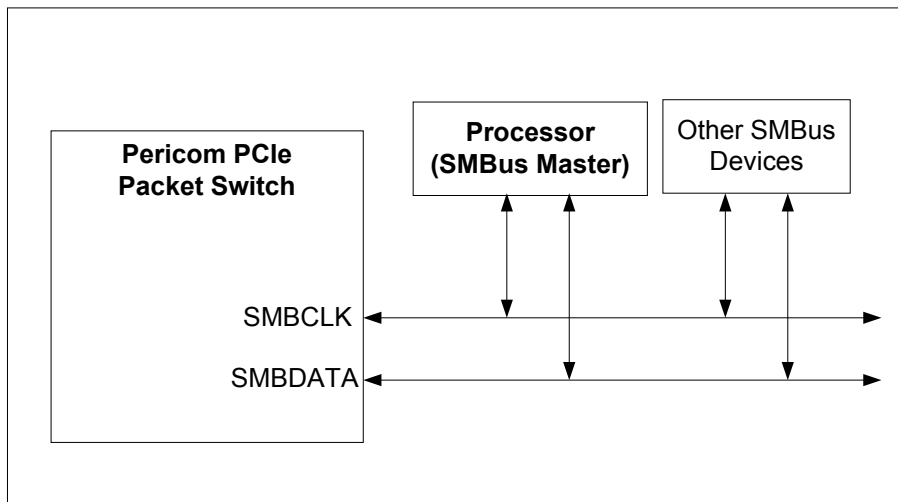 Pericom PCIe
Packet Switch
Processor
(SMBus Master)
Other SMBus
Devices
SMBCLK
SMBDATA